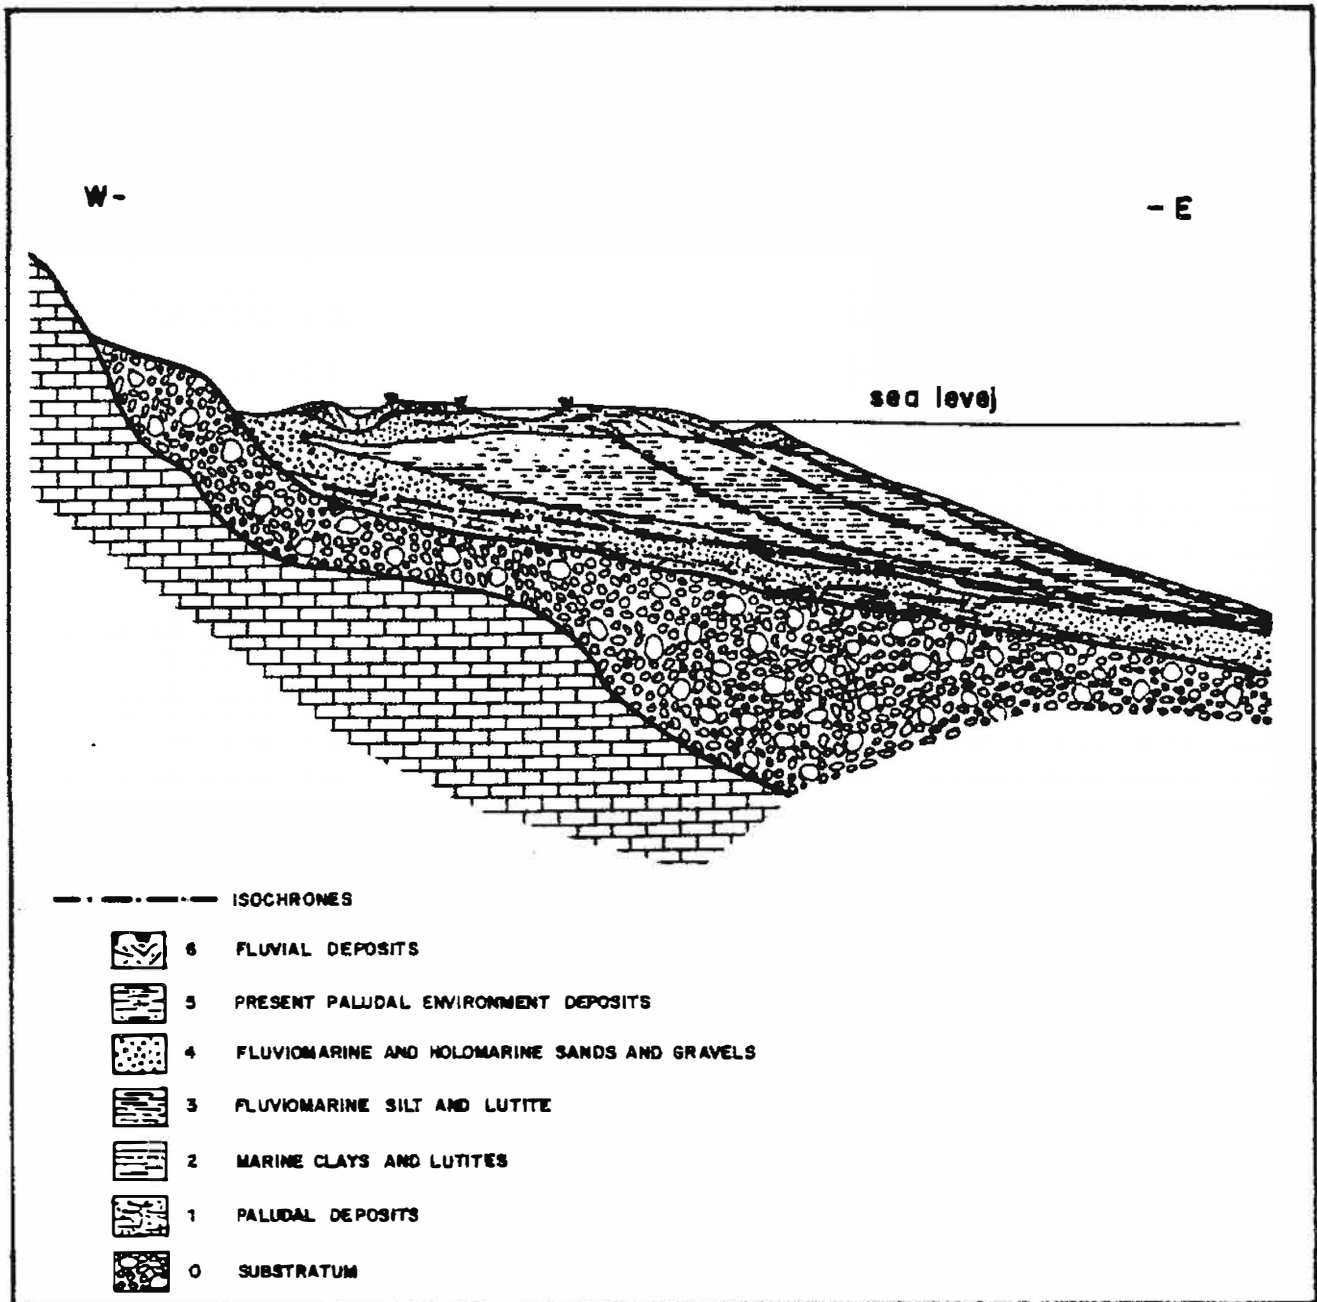 W-
- E
sea level
ISOCHRONES
6 FLUVIAL DEPOSITS
5 PRESENT PALUDAL ENVIRONMENT DEPOSITS
4 FLUVIOMARINE AND HOLOMARINE SANDS AND GRAVELS
3 FLUVIOMARINE SILT AND LUTITE
2 MARINE CLAYS AND LUTITES
1 PALUDAL DEPOSITS
0 SUBSTRATUM